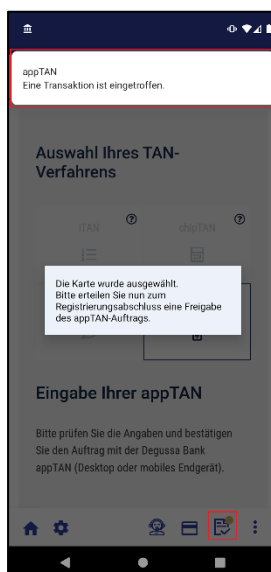 appTAN
Eine Transaktion ist eingetroffen.
Auswahl Ihres TAN-
Verfahrens
iTAN
chipTAN
Die Karte wurde ausgewählt.
Bitte erteilen Sie nun zum
Registrierungsabschluss eine Freigabe
des appTAN-Auftrags.
Eingabe Ihrer appTAN
Bitte prüfen Sie die Angaben und bestätigen
Sie den Auftrag mit der Degussa Bank
appTAN (Desktop oder mobiles Endgerät).